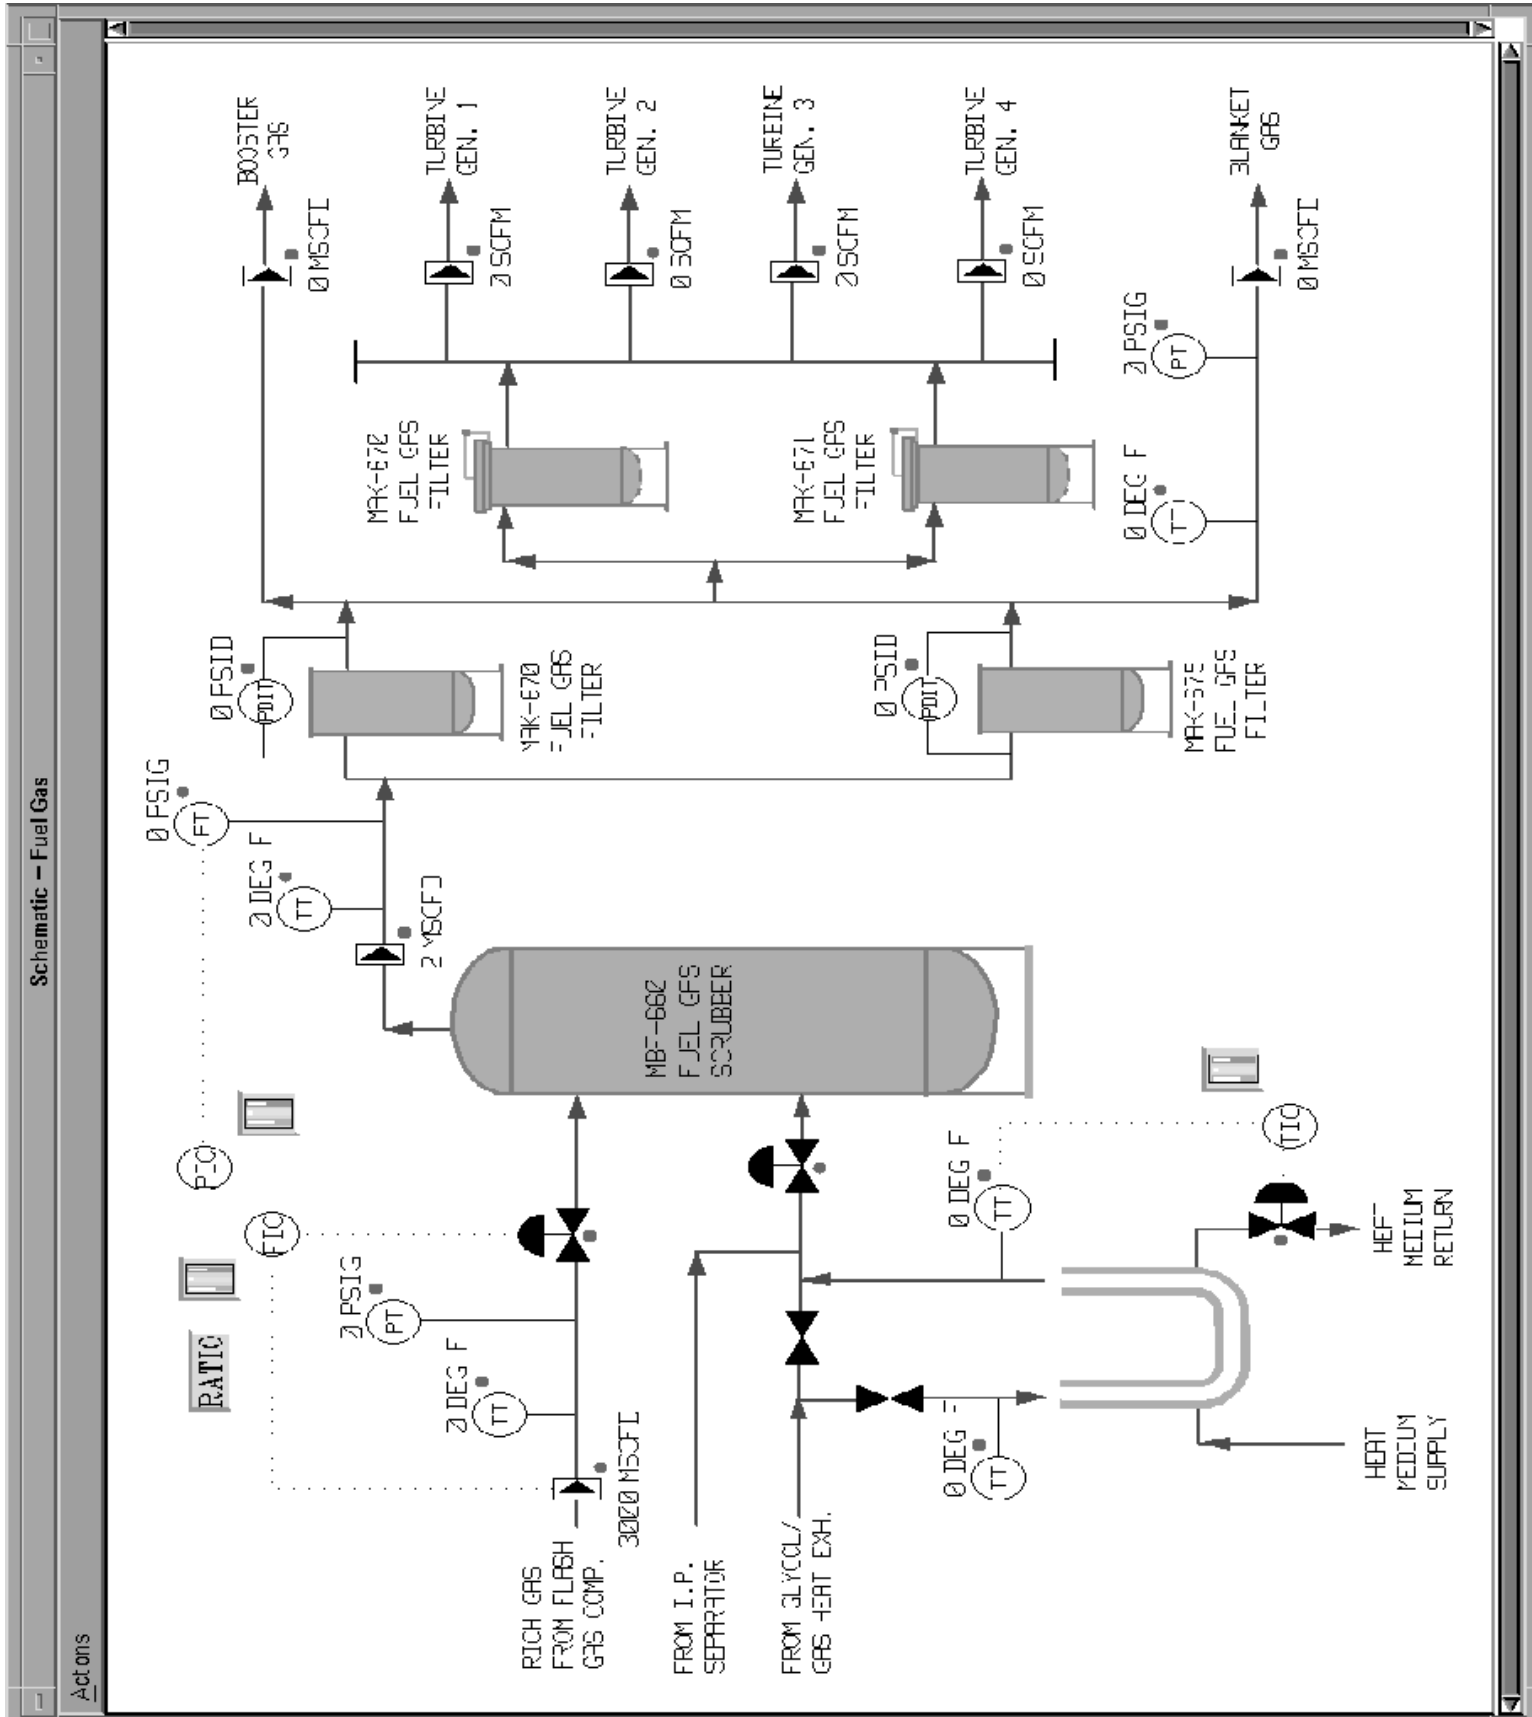 Schematic — Fuel Gas
Actons
RATIO
FIC
PIC
0 PSIG
FT
0 DEG F
TT
2 MSCFD
0 PSIG
PT
0 DEG F
TT
3000 MSCFD
RICH GAS
FROM FLASH
GAS COMP.
FROM I.P.
SEPARATOR
FROM GLYCOL/
GAS HEAT EXH.
0 DEG F
TT
0 DEG F
TT
TIC
HEAT
MEDIUM
SUPPLY
HEAT
MEDIUM
RETURN
MBF-660
FUEL GAS
SCRUBBER
0 PSID
PDIT
MAK-670
FUEL GAS
FILTER
0 PSID
PDIT
MAK-675
FUEL GAS
FILTER
MAK-670
FUEL GAS
FILTER
MAK-671
FUEL GAS
FILTER
BOOSTER
GAS
0 MSCFD
TURBINE
GEN. 1
0 SCFM
TURBINE
GEN. 2
0 SCFM
TURBINE
GEN. 3
0 SCFM
TURBINE
GEN. 4
0 SCFM
0 DEG F
TT
0 PSIG
PT
BLANKET
GAS
0 MSCFD